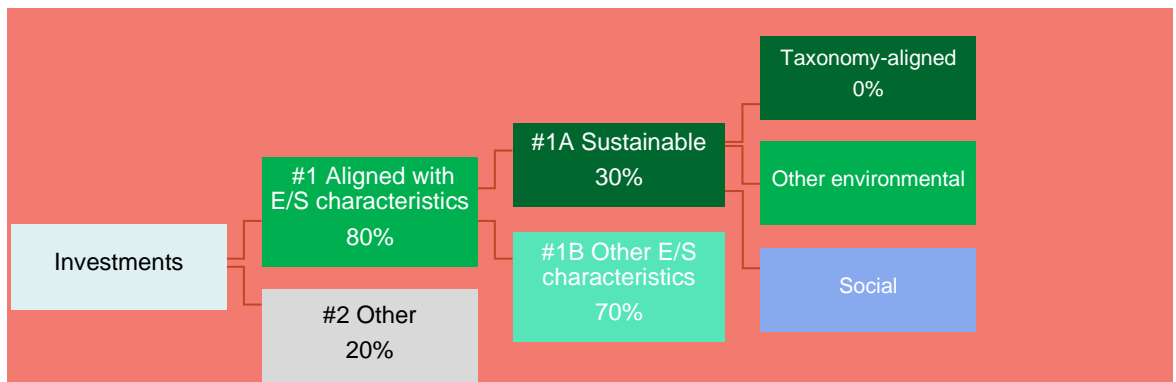 Investments
#1 Aligned with
E/S characteristics
80%
#2 Other
20%
#1A Sustainable
30%
#1B Other E/S
characteristics
70%
Taxonomy-aligned
0%
Other environmental
Social